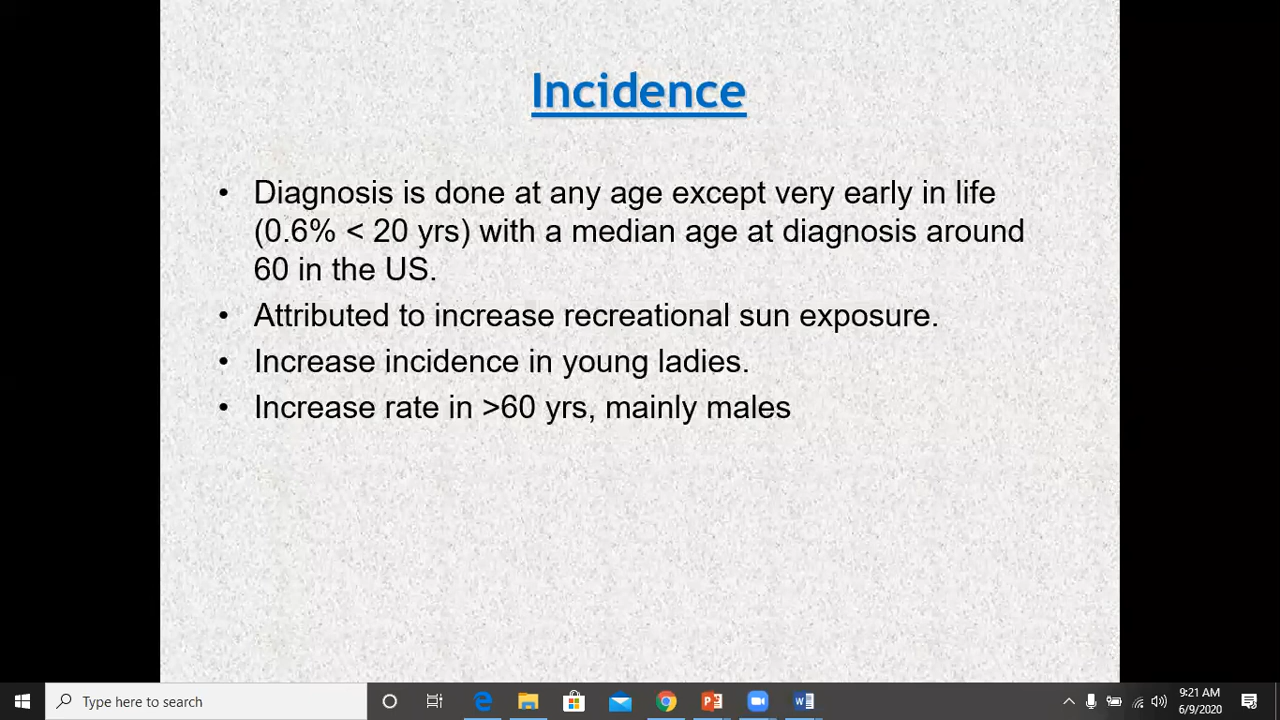 Incidence
• Diagnosis is done at any age except very early in life
(0.6% < 20 yrs) with a median age at diagnosis around
60 in the US.
• Attributed to increase recreational sun exposure.
• Increase incidence in young ladies.
• Increase rate in >60 yrs, mainly males
Type here to search
9:21 AM
6/9/2020